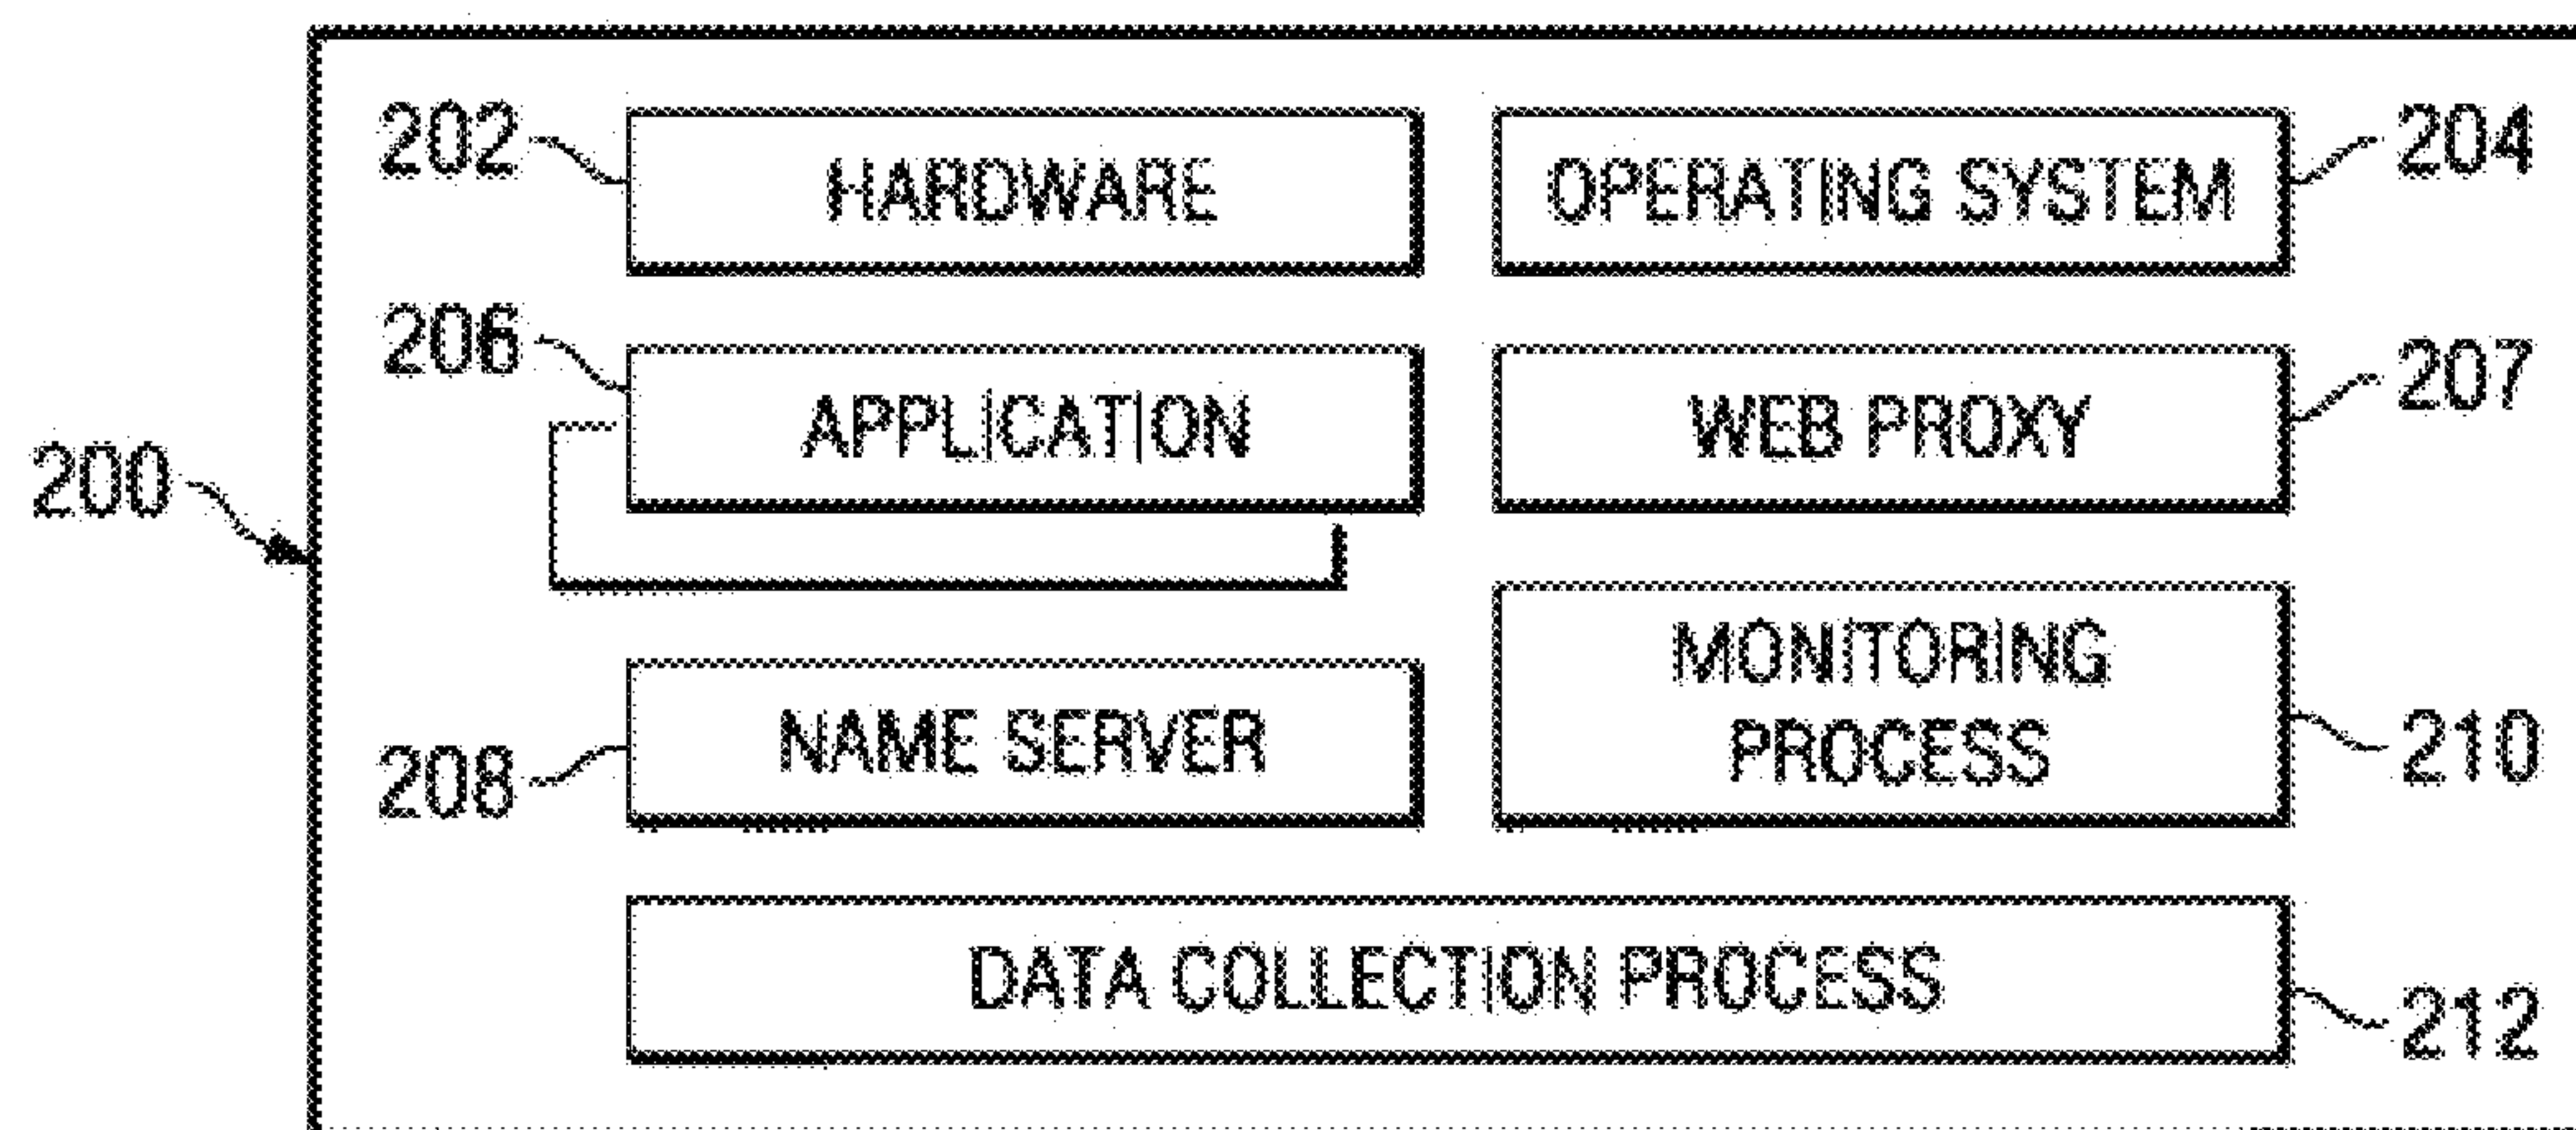 202
HARDWARE
OPERATING SYSTEM
204
206
APPLICATION
WEB PROXY
207
200
NAME SERVER
208
MONITORING
PROCESS
210
DATA COLLECTION PROCESS
212